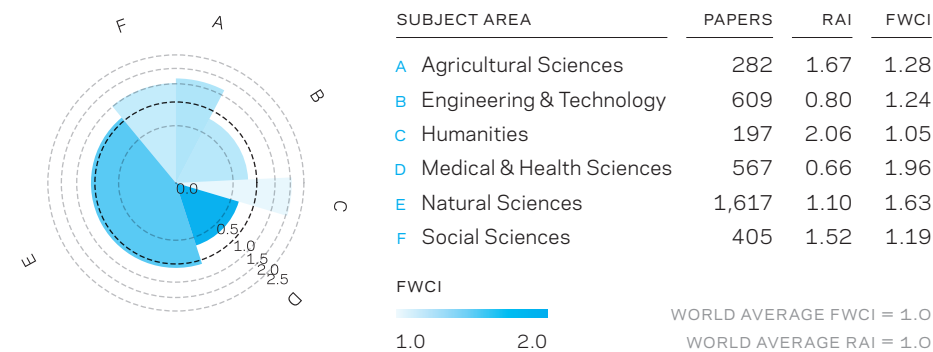 F A
B
C
D
E
0.0
0.5
1.0
1.5
2.0
2.5
SUBJECT AREA PAPERS RAI FWCI
A Agricultural Sciences 282 1.67 1.28
B Engineering & Technology 609 0.80 1.24
C Humanities 197 2.06 1.05
D Medical & Health Sciences 567 0.66 1.96
E Natural Sciences 1,617 1.10 1.63
F Social Sciences 405 1.52 1.19
FWCI
1.0 2.0
WORLD AVERAGE FWCI = 1.0
WORLD AVERAGE RAI = 1.0